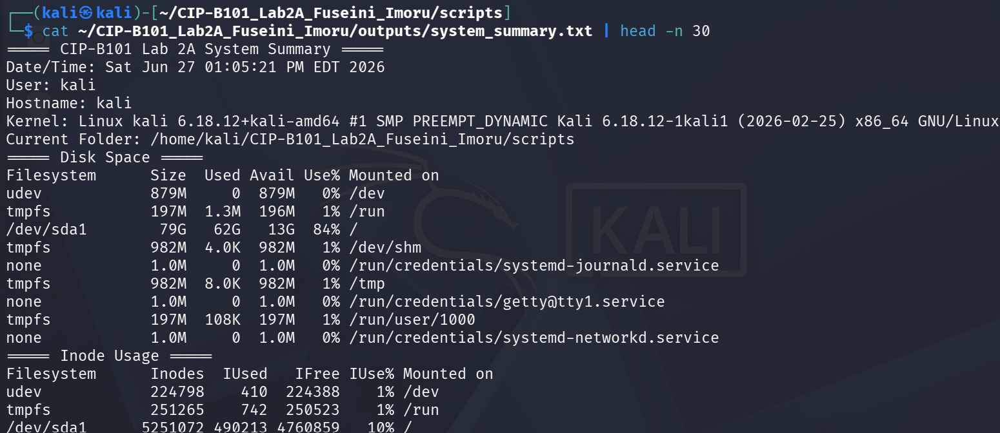 ┌──(kali㉿kali)-[~/CIP-B101_Lab2A_Fuseini_Imoru/scripts]
└─$ cat ~/CIP-B101_Lab2A_Fuseini_Imoru/outputs/system_summary.txt | head -n 30
===== CIP-B101 Lab 2A System Summary =====
Date/Time: Sat Jun 27 01:05:21 PM EDT 2026
User: kali
Hostname: kali
Kernel: Linux kali 6.18.12+kali-amd64 #1 SMP PREEMPT_DYNAMIC Kali 6.18.12-1kali1 (2026-02-25) x86_64 GNU/Linux
Current Folder: /home/kali/CIP-B101_Lab2A_Fuseini_Imoru/scripts
===== Disk Space =====
Filesystem      Size  Used Avail Use% Mounted on
udev            879M     0  879M   0% /dev
tmpfs           197M  1.3M  196M   1% /run
/dev/sda1        79G   62G   13G  84% /
tmpfs           982M  4.0K  982M   1% /dev/shm
none            1.0M     0  1.0M   0% /run/credentials/systemd-journald.service
tmpfs           982M  8.0K  982M   1% /tmp
none            1.0M     0  1.0M   0% /run/credentials/getty@tty1.service
tmpfs           197M  108K  197M   1% /run/user/1000
none            1.0M     0  1.0M   0% /run/credentials/systemd-networkd.service
===== Inode Usage =====
Filesystem      Inodes  IUsed   IFree IUse% Mounted on
udev            224798    410  224388    1% /dev
tmpfs           251265    742  250523    1% /run
/dev/sda1      5251072 490213 4760859   10% /
KALI